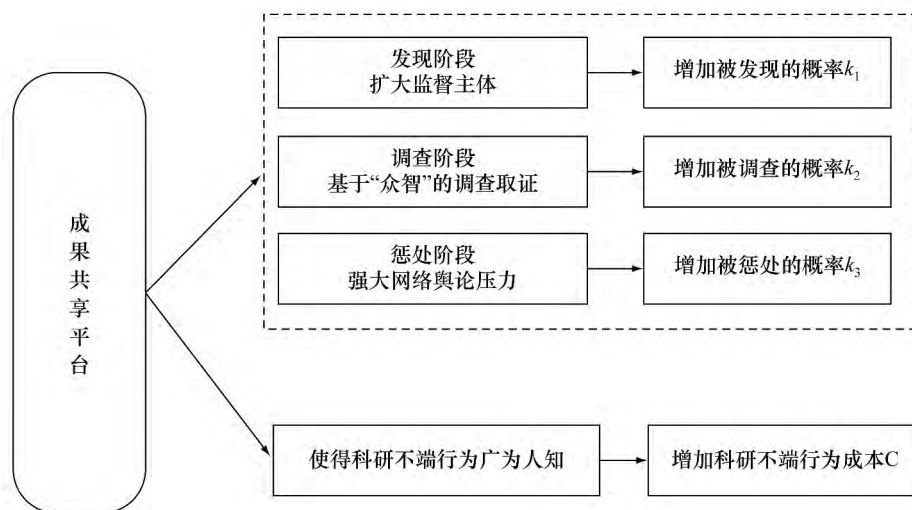 成果共享平台
发现阶段
扩大监督主体
增加被发现的概率k₁
调查阶段
基于“众智”的调查取证
增加被调查的概率k₂
惩处阶段
强大网络舆论压力
增加被惩处的概率k₃
使得科研不端行为广为人知
增加科研不端行为成本C